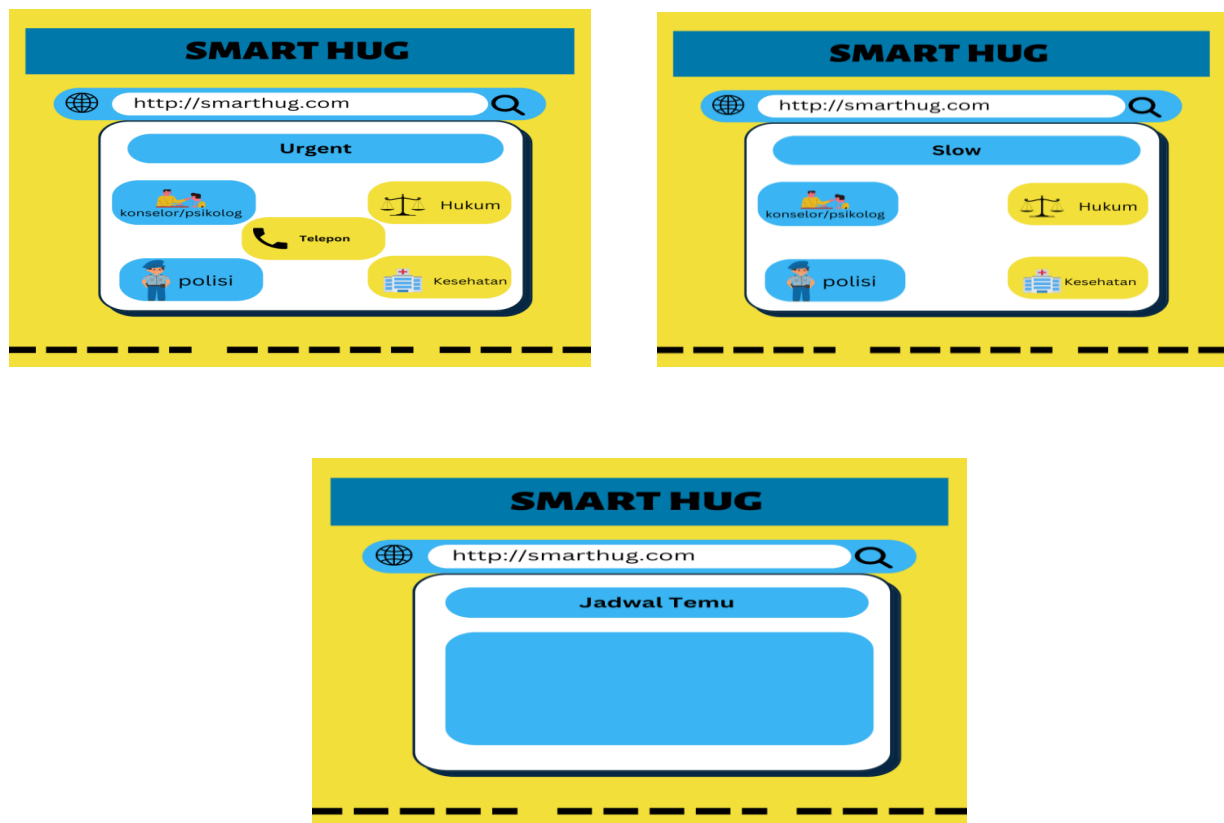 SMART HUG
http://smarthug.com
Urgent
konselor/psikolog
Hukum
Telepon
polisi
Kesehatan
SMART HUG
http://smarthug.com
Slow
konselor/psikolog
Hukum
polisi
Kesehatan
SMART HUG
http://smarthug.com
Jadwal Temu